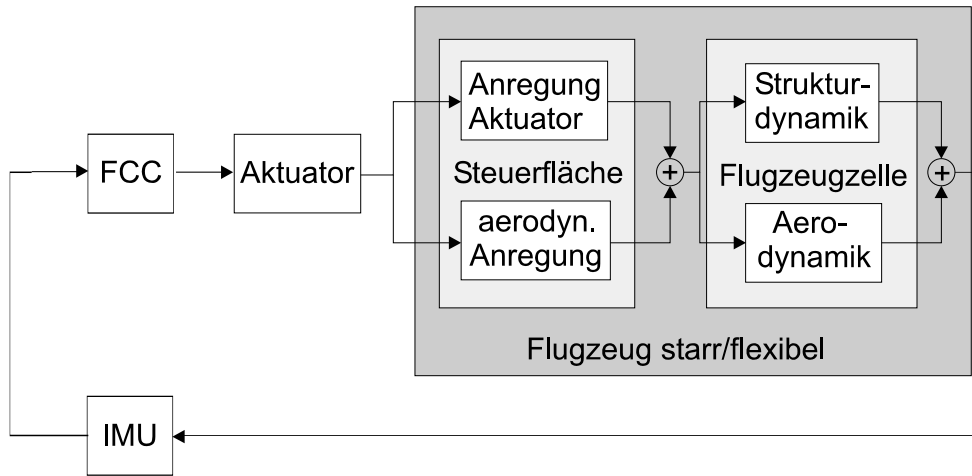 Anregung
Aktuator
Struktur-
dynamik
FCC
Aktuator
Steuerfläche
+
Flugzeugzelle
+
aerodyn.
Anregung
Aero-
dynamik
Flugzeug starr/flexibel
IMU